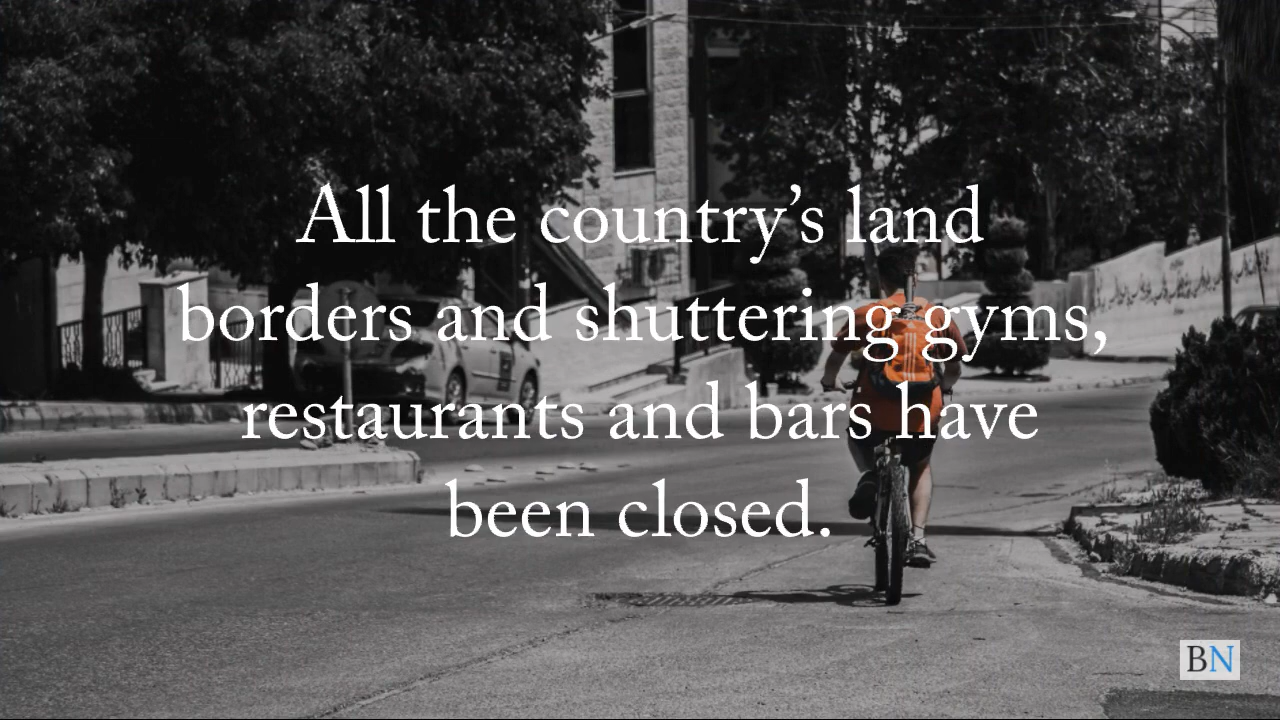 All the country’s land
borders and shuttering gyms,
restaurants and bars have
been closed.
BN